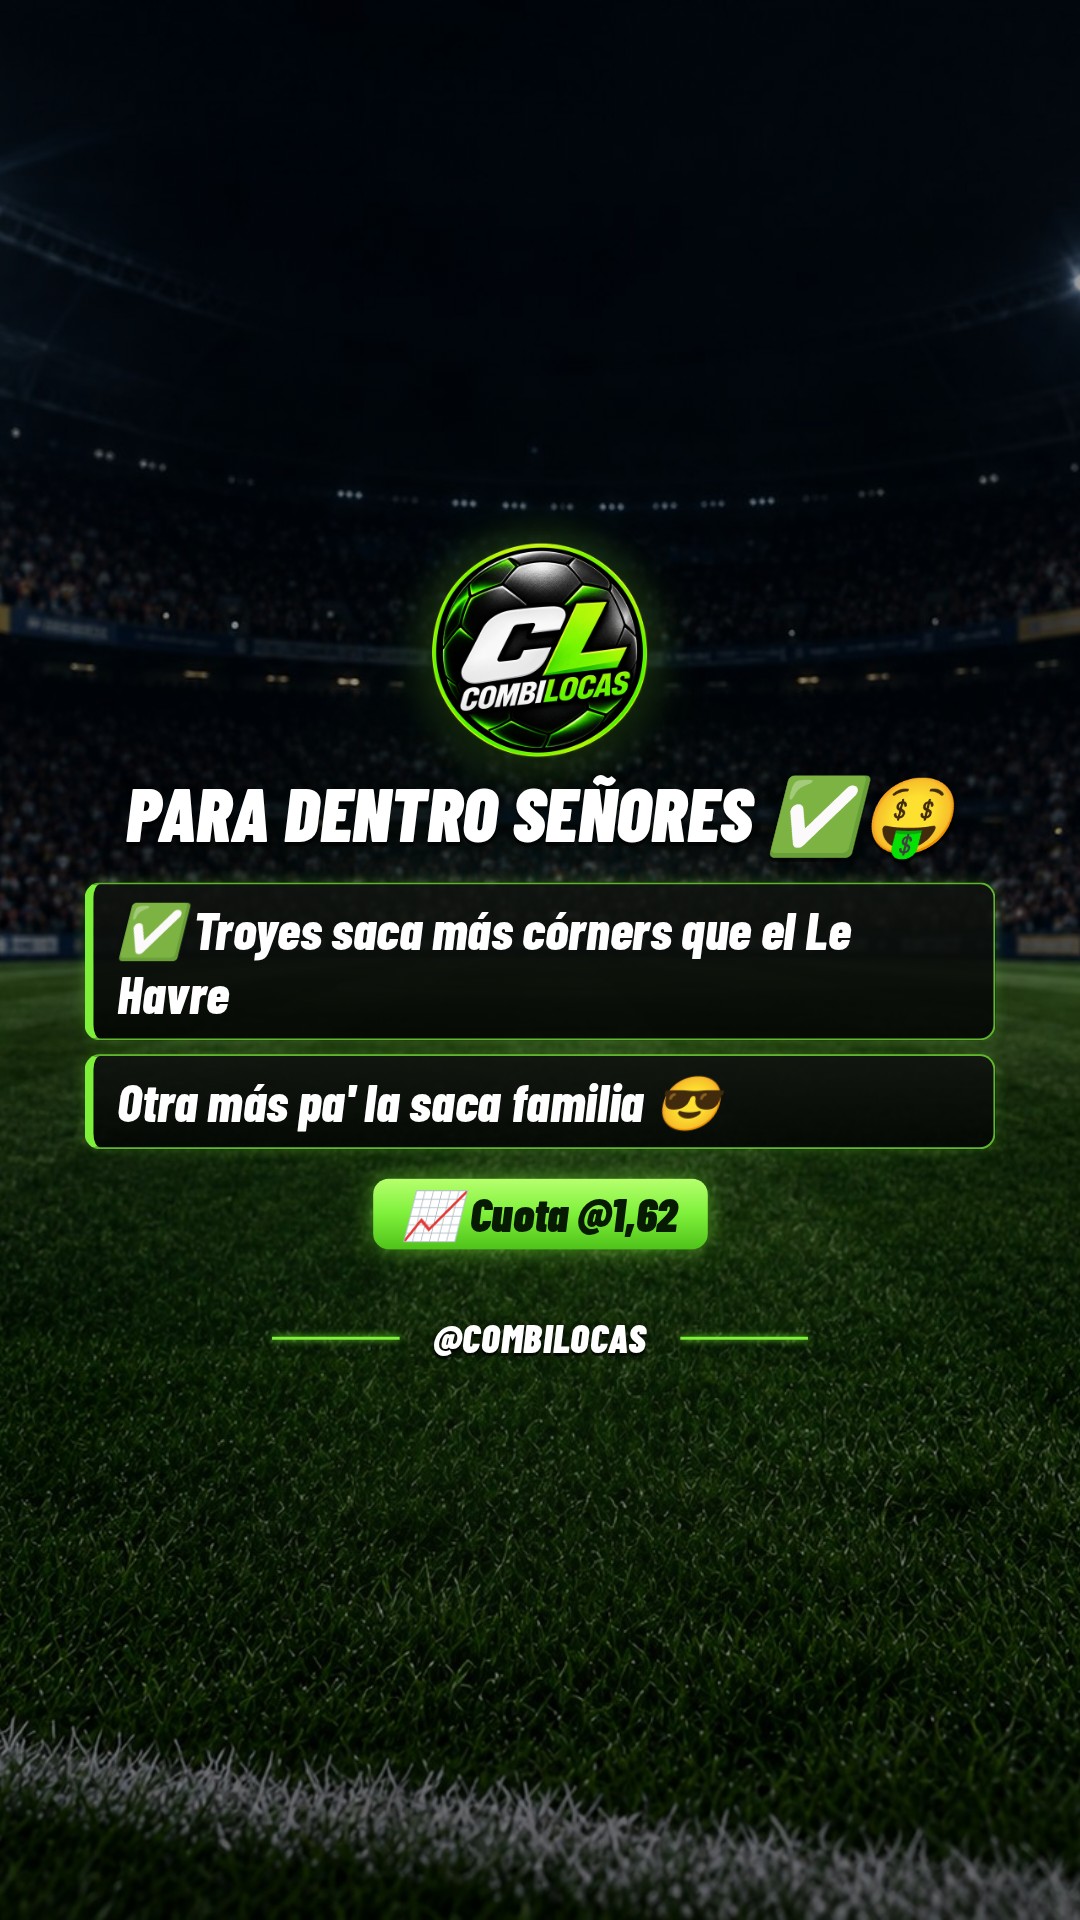 CL
COMBILOCAS
PARA DENTRO SEÑORES ✅🤑
✅ Troyes saca más córners que el Le
Havre
Otra más pa' la saca familia 😎
📈 Cuota @1,62
@COMBILOCAS